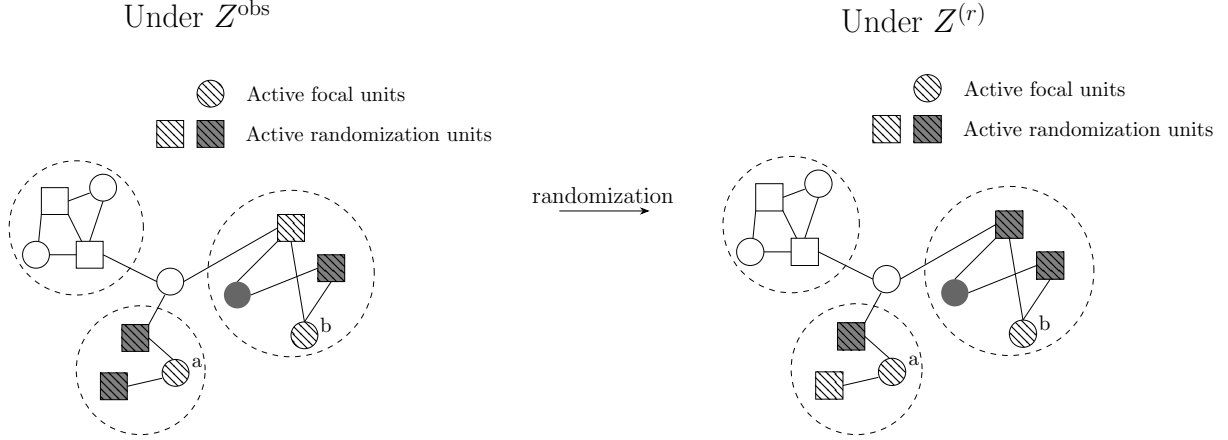 Under Z^obs
Active focal units
Active randomization units
a
b
randomization
Under Z^(r)
Active focal units
Active randomization units
a
b